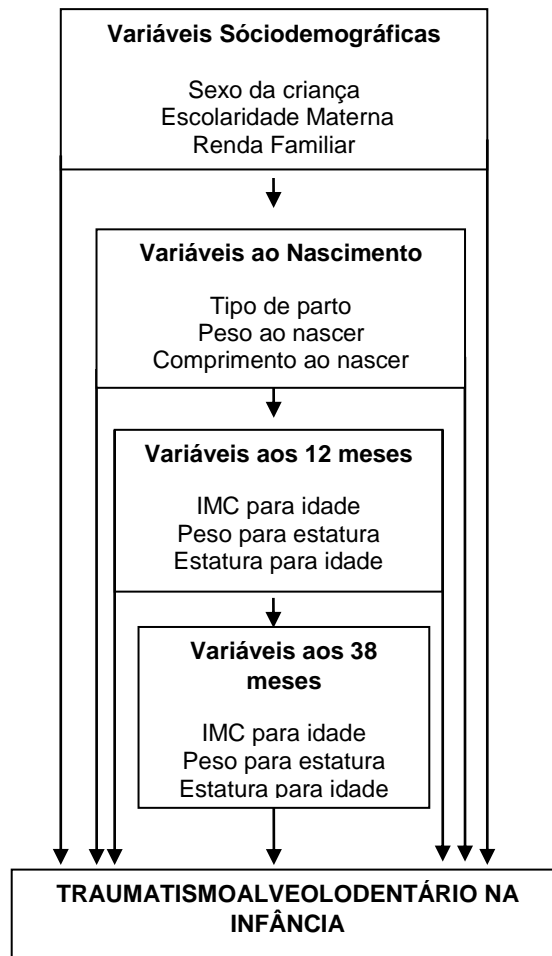 Variáveis Sóciodemográficas
Sexo da criança
Escolaridade Materna
Renda Familiar
Variáveis ao Nascimento
Tipo de parto
Peso ao nascer
Comprimento ao nascer
Variáveis aos 12 meses
IMC para idade
Peso para estatura
Estatura para idade
Variáveis aos 38
meses
IMC para idade
Peso para estatura
Estatura para idade
TRAUMATISMOALVEOLODENTÁRIO NA
INFÂNCIA